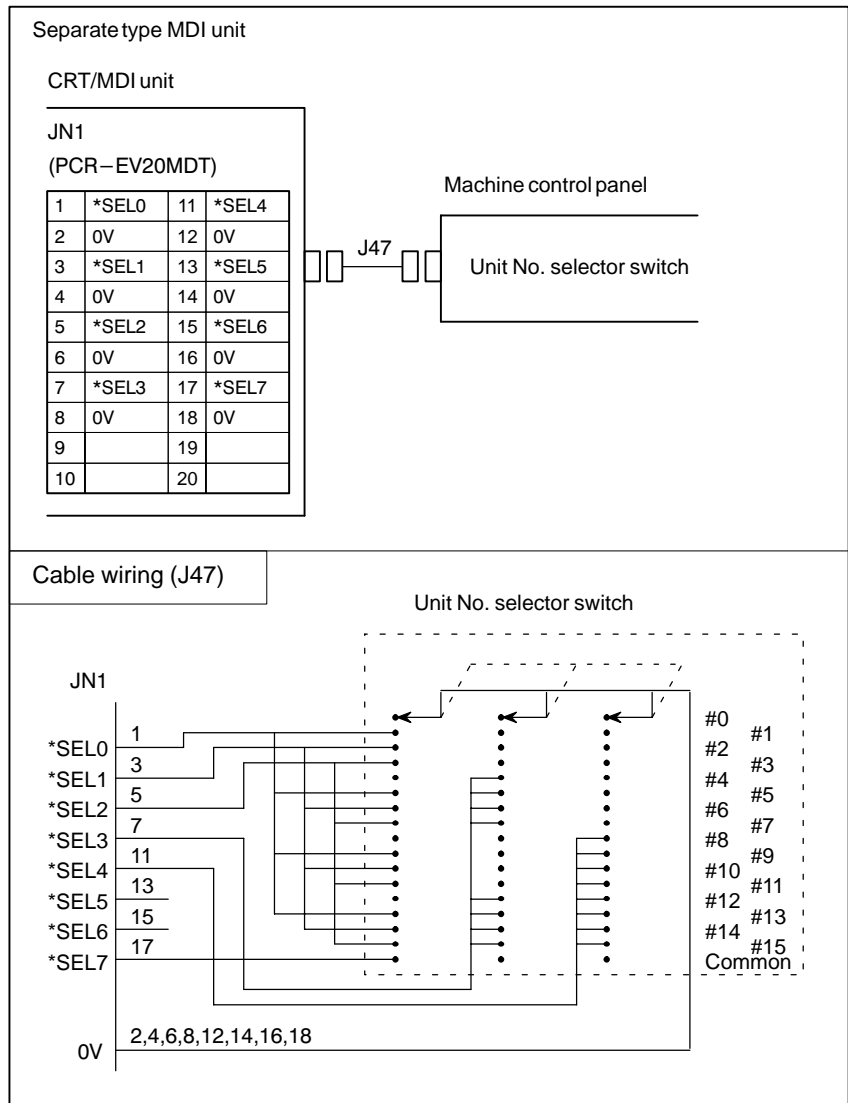 Separate type MDI unit
CRT/MDI unit
JN1
(PCR−EV20MDT)
1 *SEL0 11 *SEL4
2 0V 12 0V
3 *SEL1 13 *SEL5
4 0V 14 0V
5 *SEL2 15 *SEL6
6 0V 16 0V
7 *SEL3 17 *SEL7
8 0V 18 0V
9 19
10 20
J47
Machine control panel
Unit No. selector switch
Cable wiring (J47)
Unit No. selector switch
JN1
*SEL0 1
*SEL1 3
*SEL2 5
*SEL3 7
*SEL4 11
*SEL5 13
*SEL6 15
*SEL7 17
0V 2,4,6,8,12,14,16,18
#0
#1
#2
#3
#4
#5
#6
#7
#8
#9
#10
#11
#12
#13
#14
#15
Common